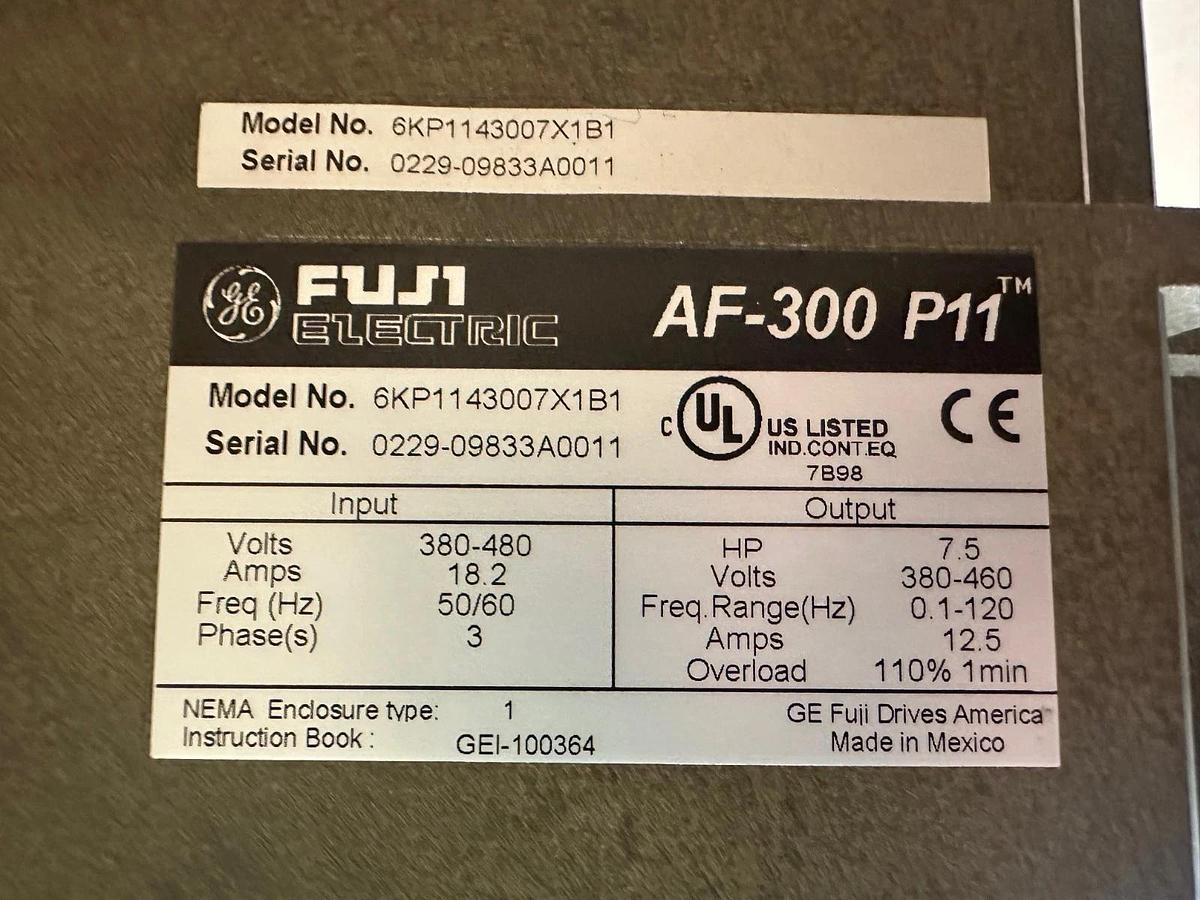 Model No. 6KP1143007X1B1
Serial No. 0229-09833A0011
GE FUJI ELECTRIC AF-300 P11™
Model No. 6KP1143007X1B1
Serial No. 0229-09833A0011
C UL US LISTED
IND.CONT.EQ
7B98
CE
Input
Volts 380-480
Amps 18.2
Freq (Hz) 50/60
Phase(s) 3
Output
HP 7.5
Volts 380-460
Freq.Range(Hz) 0.1-120
Amps 12.5
Overload 110% 1min
NEMA Enclosure type: 1
Instruction Book : GEI-100364
GE Fuji Drives America
Made in Mexico